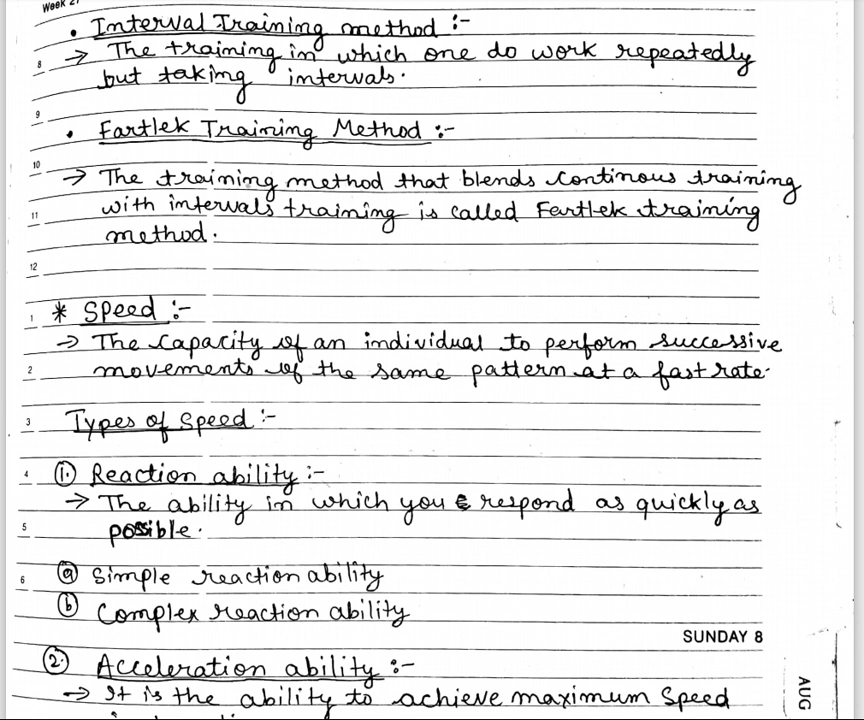 Week 27
• Interval Training method :-
8 → The training in which one do work repeatedly
but taking intervals.
9
• Fartlek Training Method :-
10
→ The training method that blends continous training
11 with intervals training is called Fartlek training
method.
12
1 * Speed :-
→ The capacity of an individual to perform successive
2 movements of the same pattern at a fast rate.
3 Types of Speed :-
4 ① Reaction ability :-
→ The ability in which you respond as quickly as
5 possible.
6 ⓐ Simple reaction ability
ⓑ Complex reaction ability
SUNDAY 8
② Acceleration ability :-
→ It is the ability to achieve maximum Speed
AUG